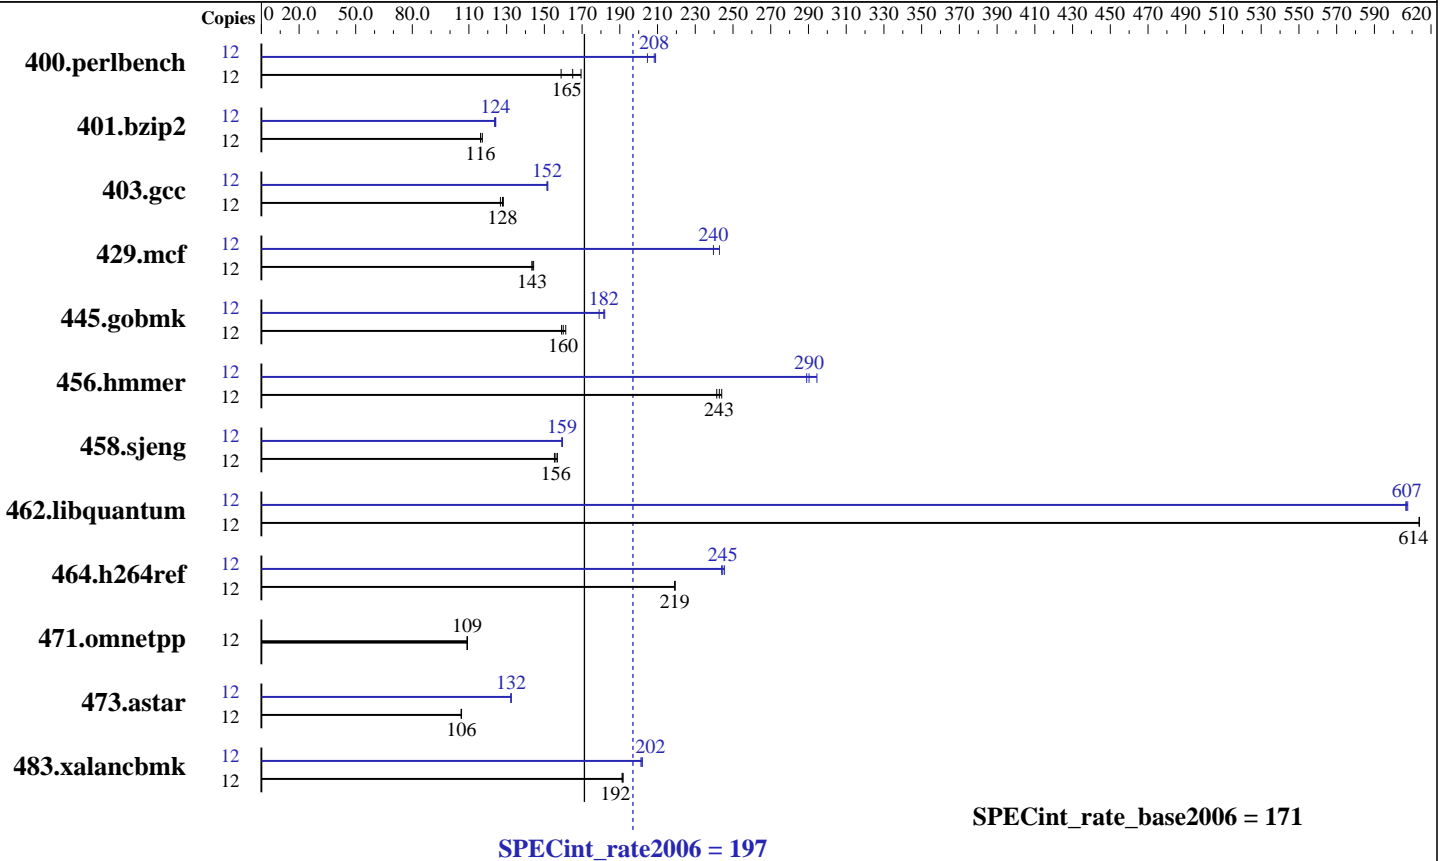 Copies 0 20.0 50.0 80.0 110 130 150 170 190 210 230 250 270 290 310 330 350 370 390 410 430 450 470 490 510 530 550 570 590 620
400.perlbench 12 208
12 165
401.bzip2 12 124
12 116
403.gcc 12 152
12 128
429.mcf 12 240
12 143
445.gobmk 12 182
12 160
456.hmmer 12 290
12 243
458.sjeng 12 159
12 156
462.libquantum 12 607
12 614
464.h264ref 12 245
12 219
471.omnetpp 12 109
473.astar 12 132
12 106
483.xalancbmk 12 202
12 192
SPECint_rate_base2006 = 171
SPECint_rate2006 = 197